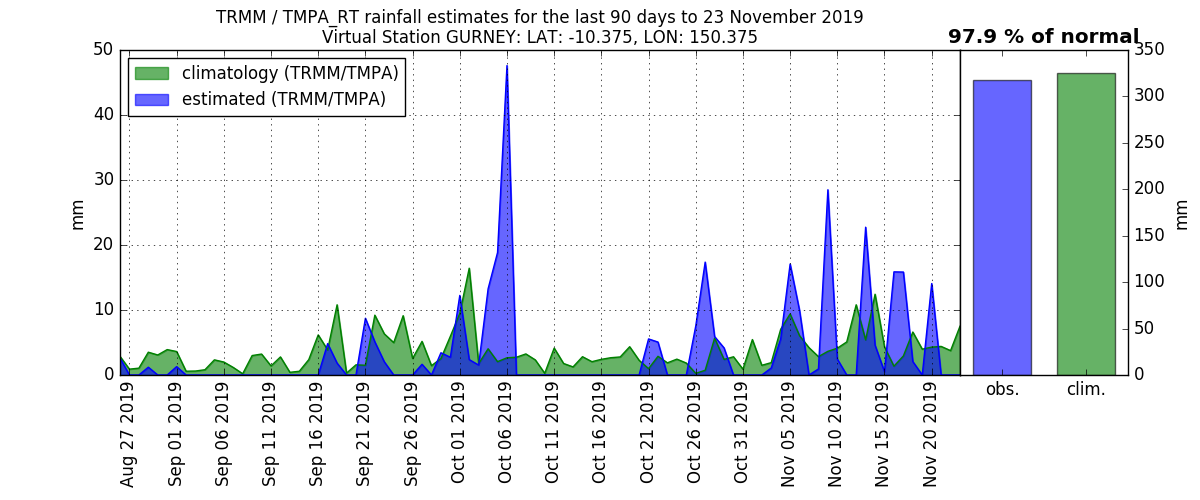 TRMM / TMPA_RT rainfall estimates for the last 90 days to 23 November 2019
Virtual Station GURNEY: LAT: -10.375, LON: 150.375
97.9 % of normal
climatology (TRMM/TMPA)
estimated (TRMM/TMPA)
mm
50
40
30
20
10
0
Aug 27 2019
Sep 01 2019
Sep 06 2019
Sep 11 2019
Sep 16 2019
Sep 21 2019
Sep 26 2019
Oct 01 2019
Oct 06 2019
Oct 11 2019
Oct 16 2019
Oct 21 2019
Oct 26 2019
Oct 31 2019
Nov 05 2019
Nov 10 2019
Nov 15 2019
Nov 20 2019
obs.
clim.
350
300
250
200
150
100
50
0
mm